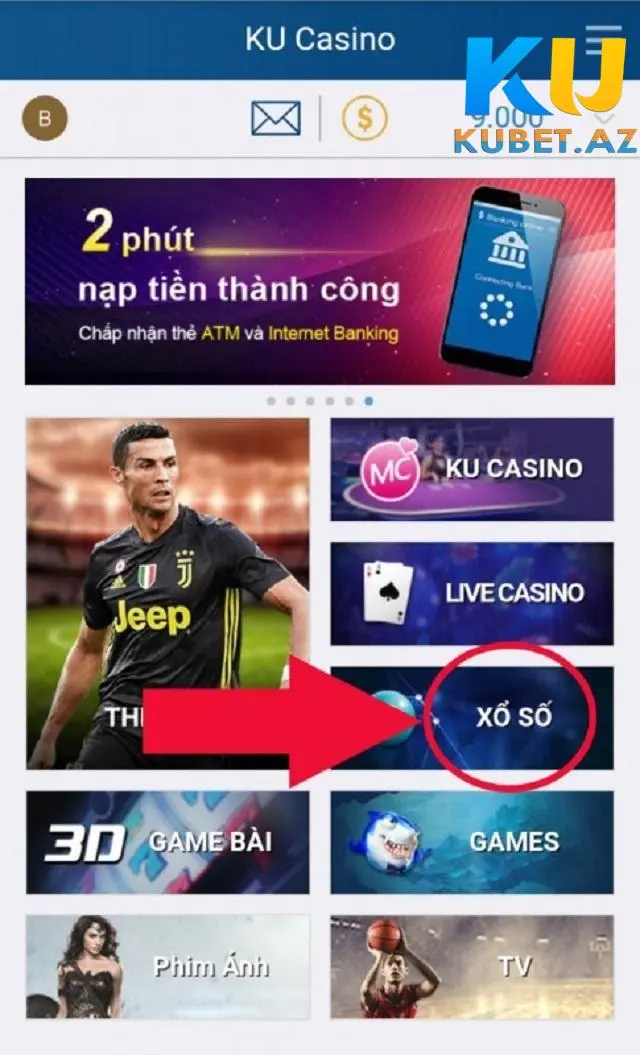 KU Casino
KU
KUBET.AZ
B
$
9.000
2 phút
nạp tiền thành công
Chấp nhận thẻ ATM và Internet Banking
$ Banking online
Connecting Bank
Jeep
MC
KU CASINO
LIVE CASINO
XỔ SỐ
3D GAME BÀI
GAMES
Phim Ảnh
TV